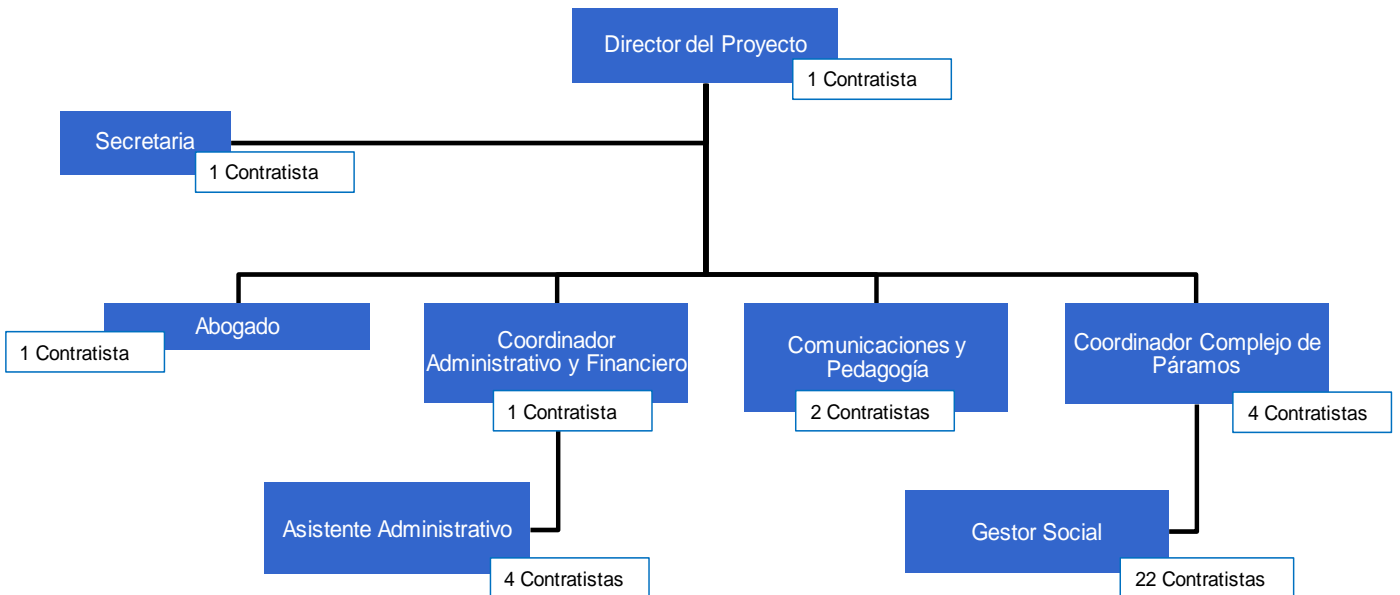 Director del Proyecto
1 Contratista
Secretaria
1 Contratista
Abogado
1 Contratista
Coordinador
Administrativo y Financiero
1 Contratista
Comunicaciones y
Pedagogía
2 Contratistas
Coordinador Complejo de
Páramos
4 Contratistas
Asistente Administrativo
4 Contratistas
Gestor Social
22 Contratistas